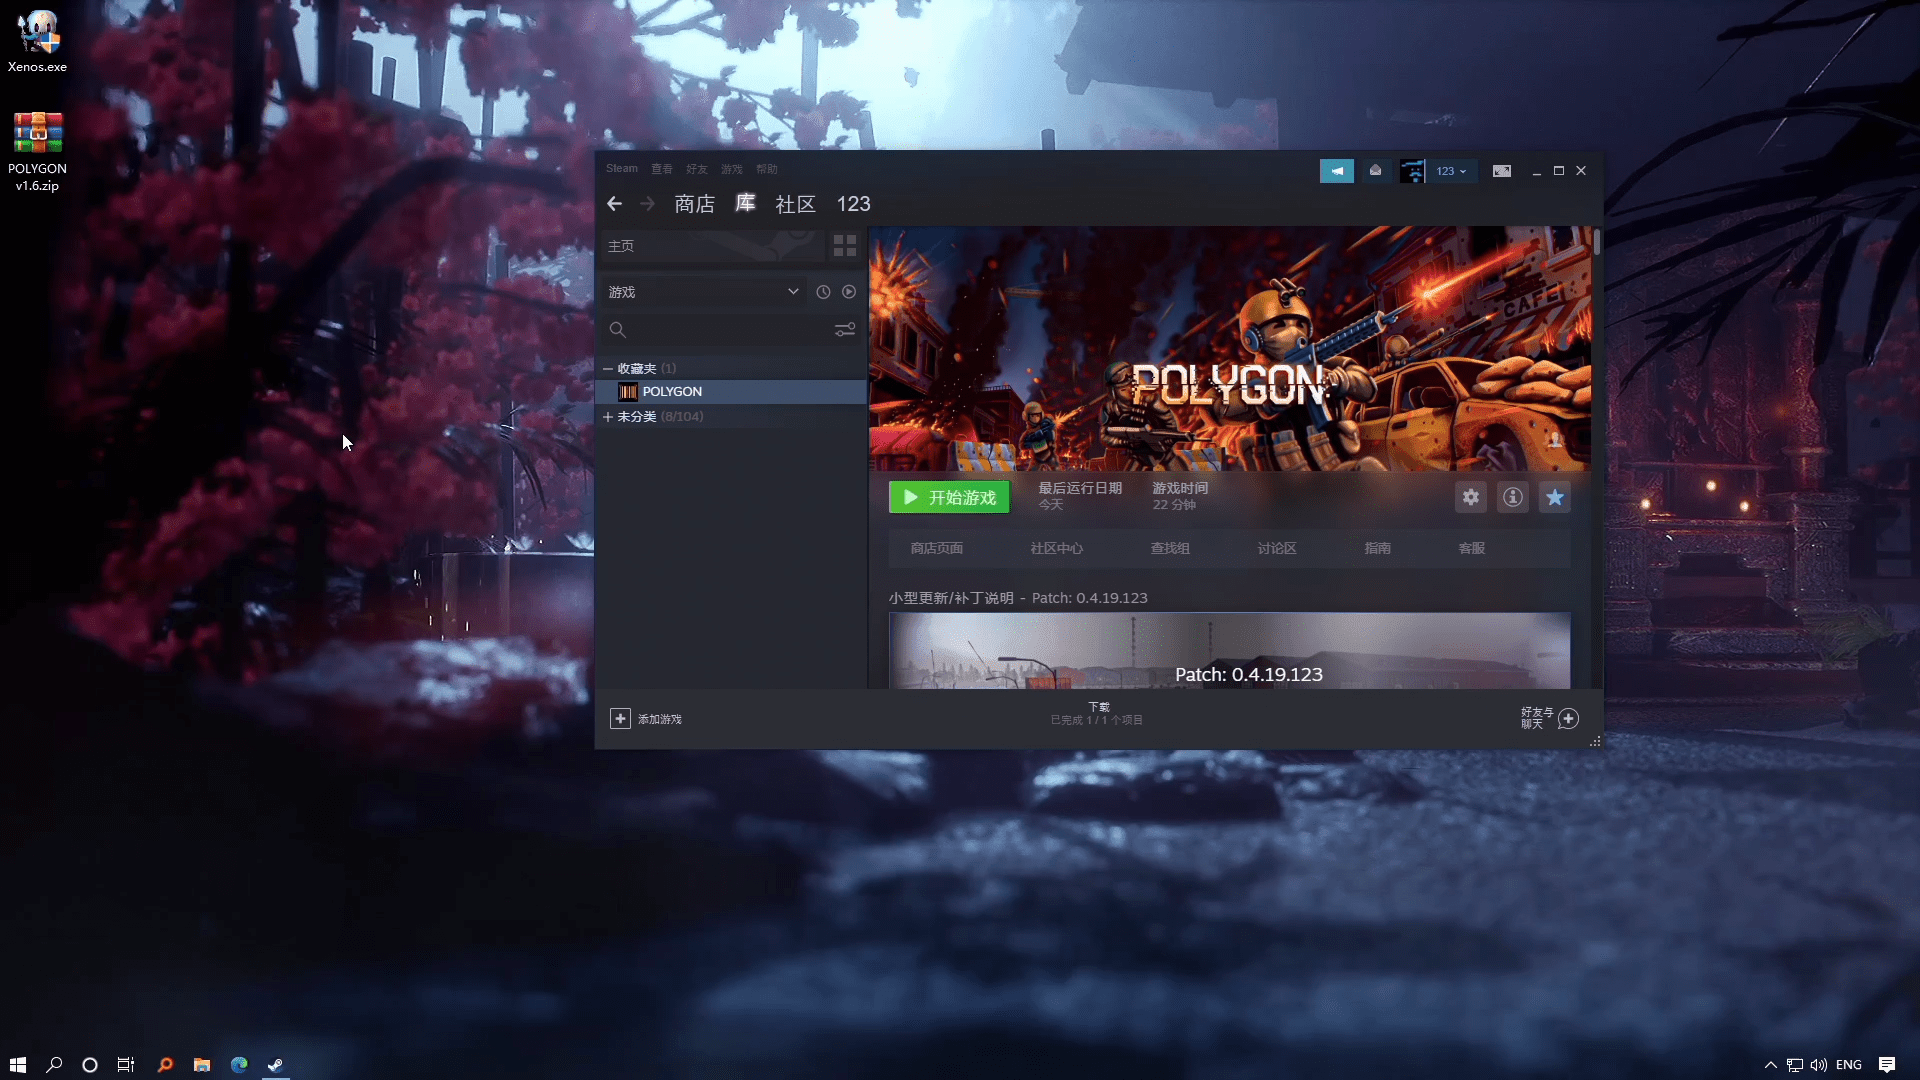 Xenos.exe
POLYGON
v1.6.zip
Steam 查看 好友 游戏 帮助
123
商店 库 社区 123
主页
游戏
收藏夹 (1)
POLYGON
未分类 (8/104)
CAFE
POLYGON
开始游戏
最后运行日期
今天
游戏时间
22 分钟
商店页面 社区中心 查找组 讨论区 指南 客服
小型更新/补丁说明 - Patch: 0.4.19.123
Patch: 0.4.19.123
添加游戏
下载
已完成 1 / 1 个项目
好友与
聊天
ENG